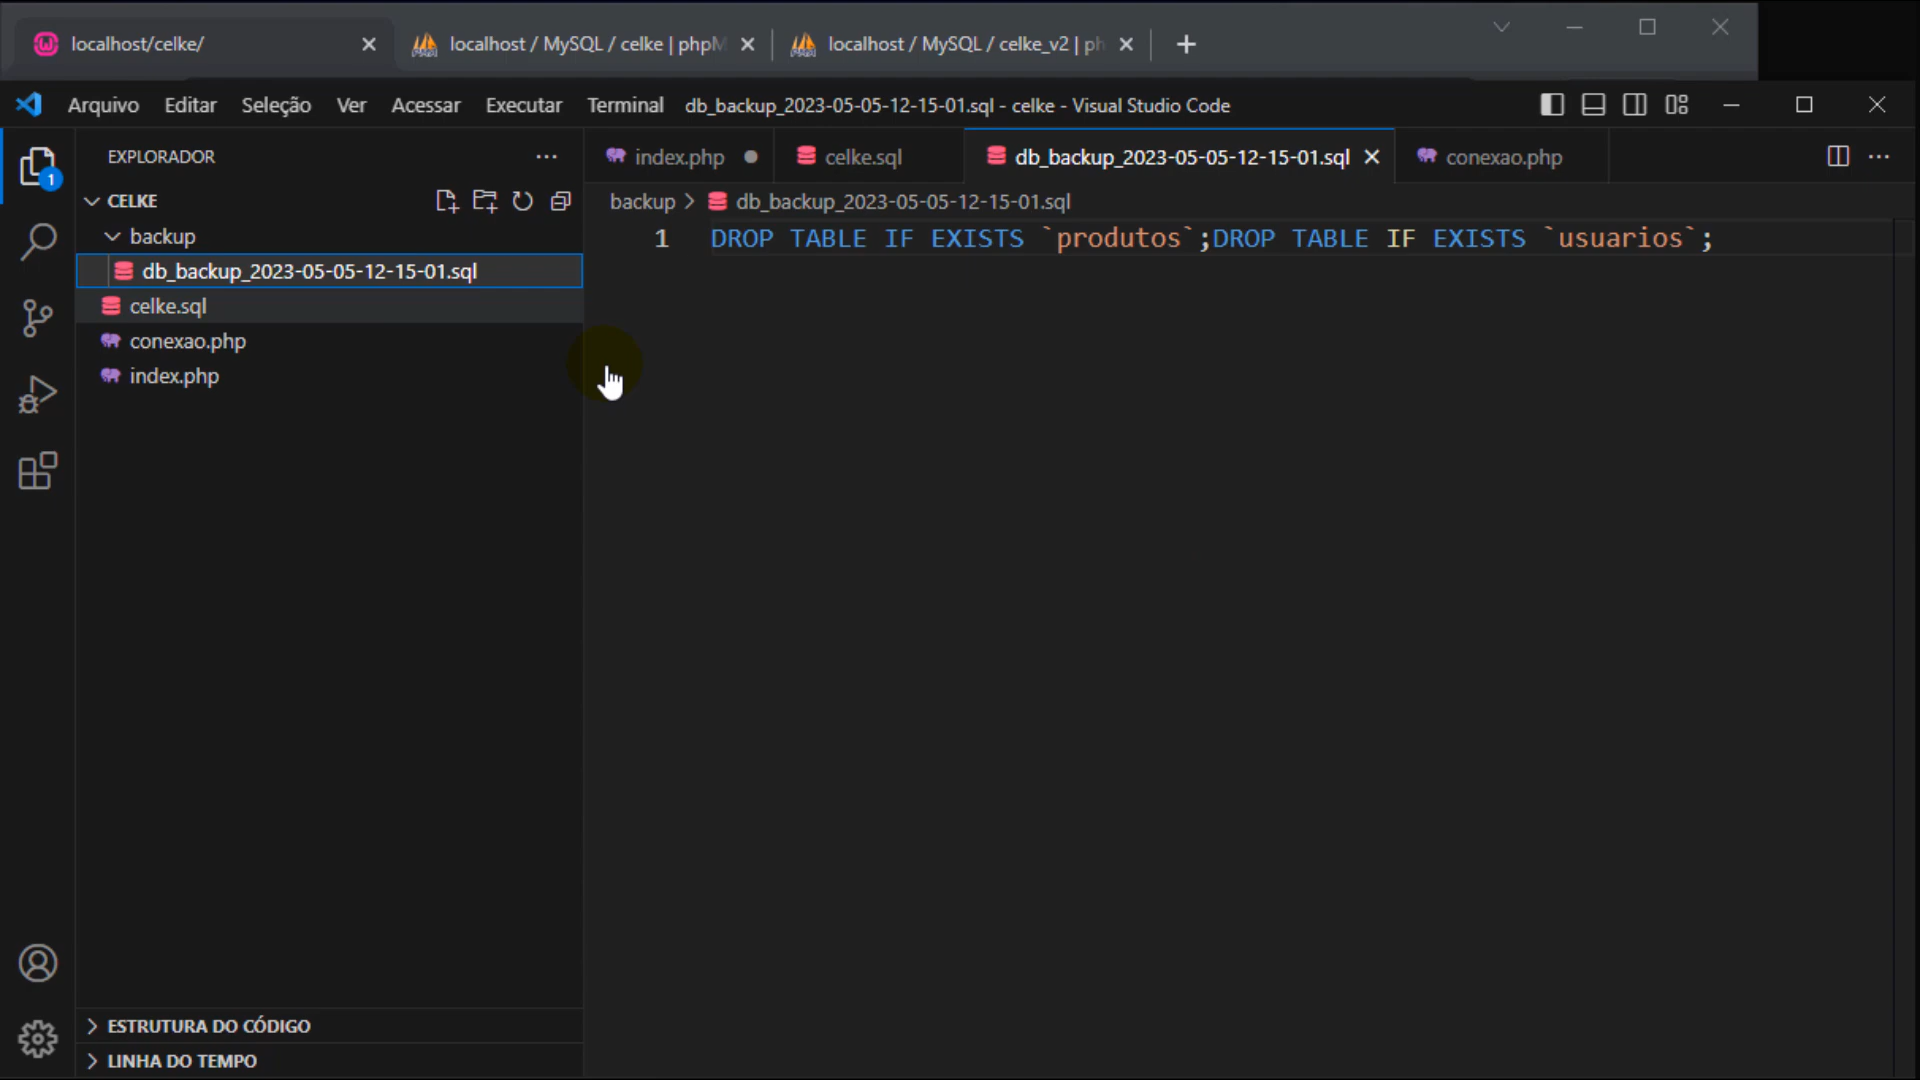 localhost/celke/
localhost / MySQL / celke | phpM
localhost / MySQL / celke_v2 | ph
Arquivo Editar Seleção Ver Acessar Executar Terminal db_backup_2023-05-05-12-15-01.sql - celke - Visual Studio Code
EXPLORADOR
index.php
celke.sql
db_backup_2023-05-05-12-15-01.sql
conexao.php
1
CELKE
backup
db_backup_2023-05-05-12-15-01.sql
celke.sql
conexao.php
index.php
backup > db_backup_2023-05-05-12-15-01.sql
1 DROP TABLE IF EXISTS `produtos`;DROP TABLE IF EXISTS `usuarios`;
ESTRUTURA DO CÓDIGO
LINHA DO TEMPO